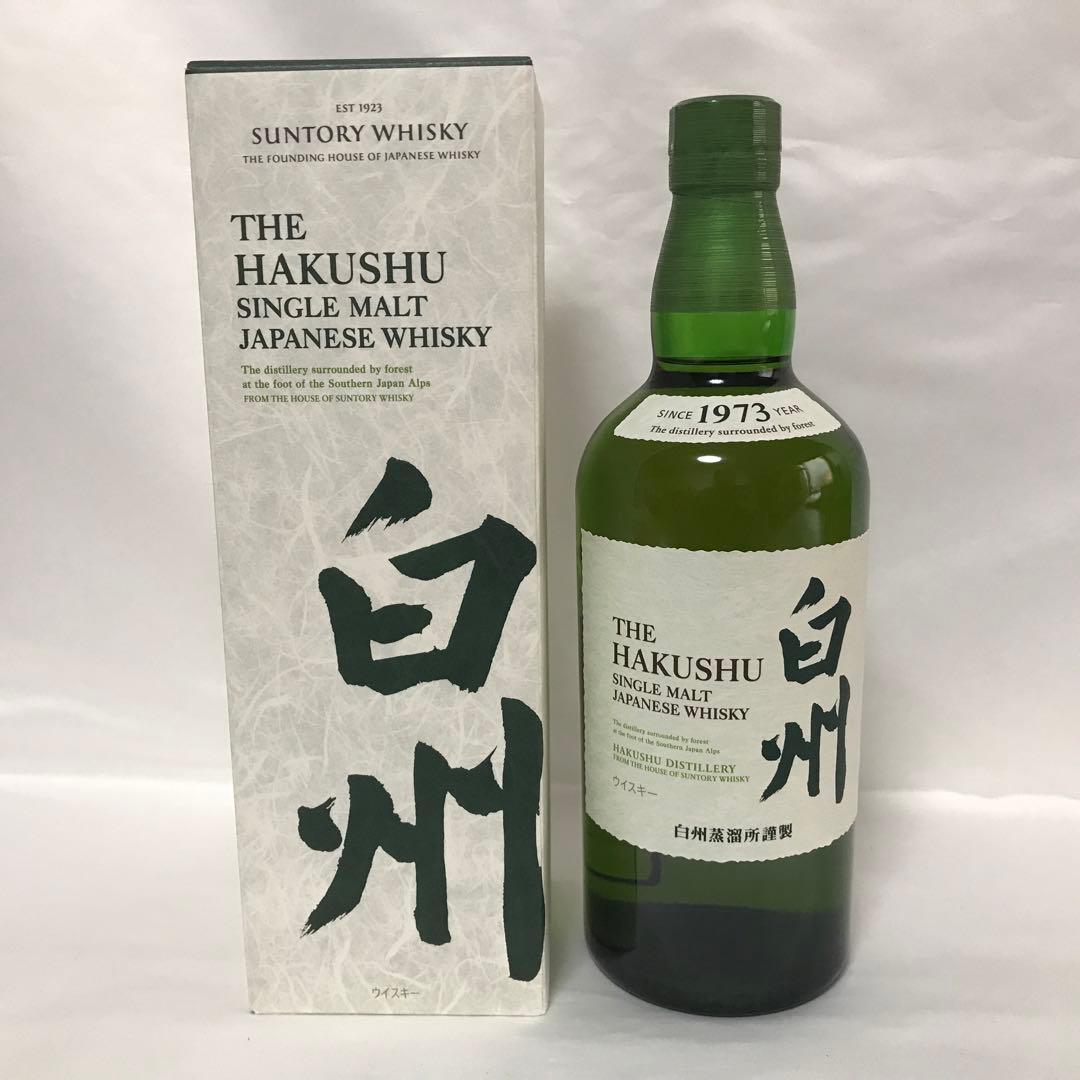 EST 1923
SUNTORY WHISKY
THE FOUNDING HOUSE OF JAPANESE WHISKY
THE
HAKUSHU
SINGLE MALT
JAPANESE WHISKY
The distillery surrounded by forest
at the foot of the Southern Japan Alps
FROM THE HOUSE OF SUNTORY WHISKY
白州
ウイスキー
SINCE 1973 YEAR
The distillery surrounded by forest
THE
HAKUSHU
SINGLE MALT
JAPANESE WHISKY
The distillery surrounded by forest
at the foot of the Southern Japan Alps
HAKUSHU DISTILLERY
FROM THE HOUSE OF SUNTORY WHISKY
ウイスキー
白州
白州蒸溜所謹製